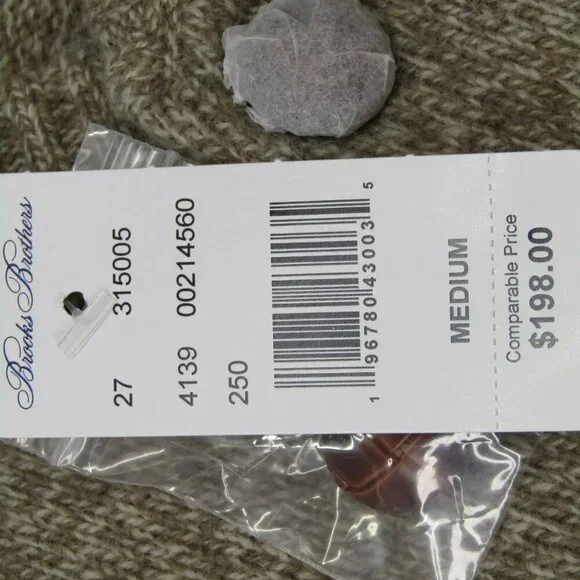 Brooks Brothers
27 315005
4139 00214560
250
1 96780 43003 5
MEDIUM
Comparable Price
$198.00